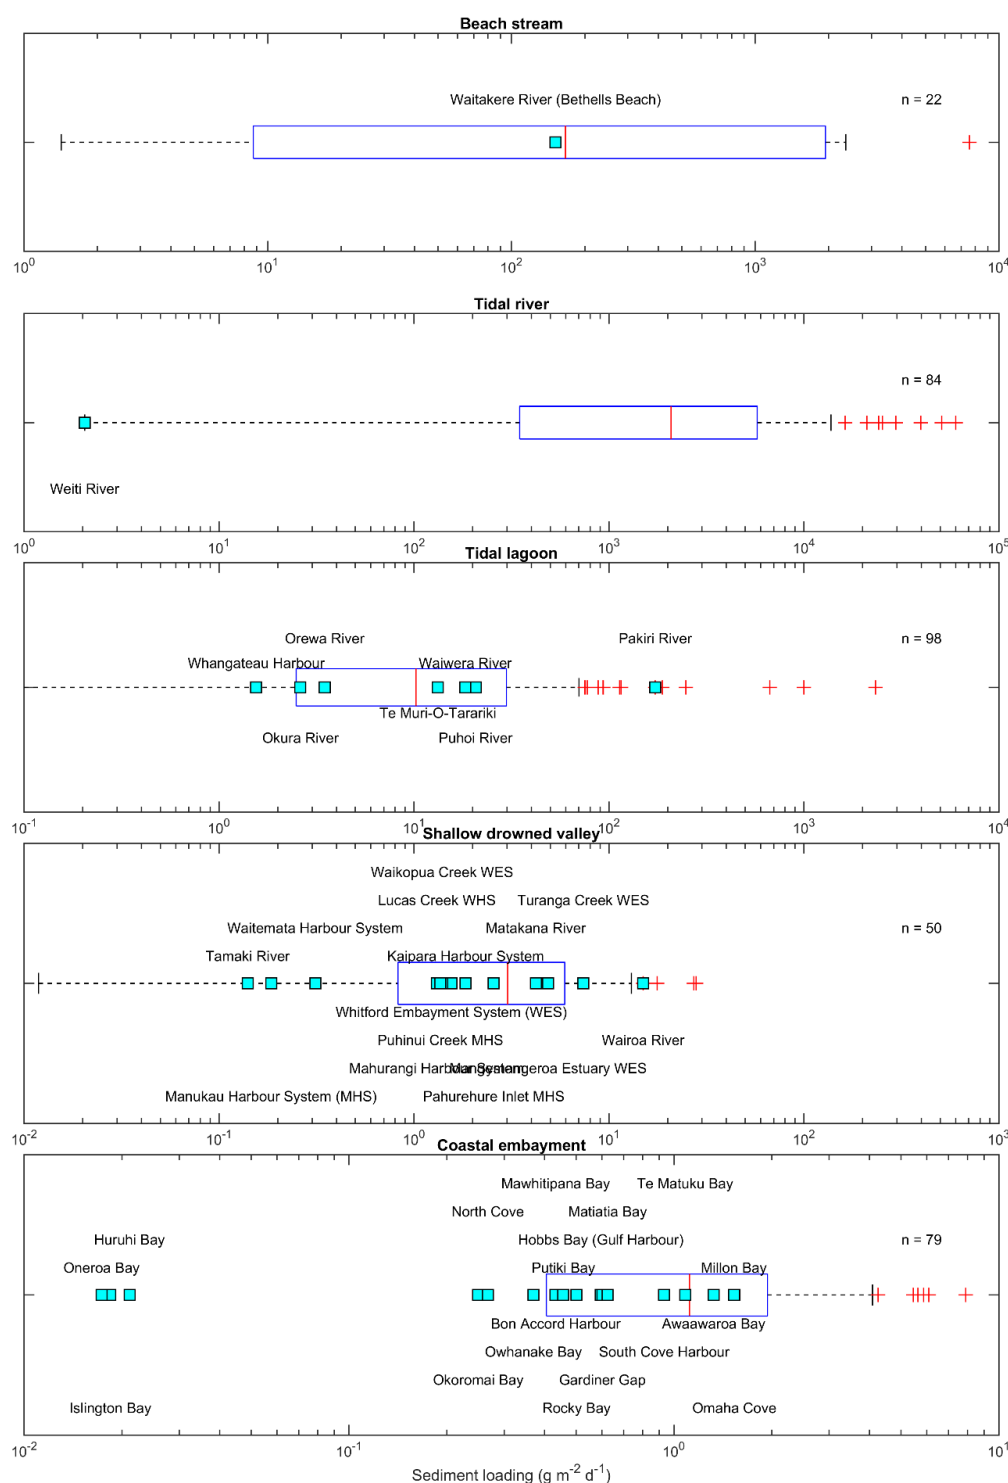 Beach stream
Waitakere River (Bethells Beach)
n = 22
10^0 10^1 10^2 10^3 10^4
Tidal river
n = 84
Weiti River
10^0 10^1 10^2 10^3 10^4 10^5
Tidal lagoon
Orewa River Pakiri River n = 98
Whangateau Harbour Waiwera River
Te Muri-O-Tarariki
Okura River Puhoi River
10^-1 10^0 10^1 10^2 10^3 10^4
Shallow drowned valley
Waikopua Creek WES
Lucas Creek WHS Turanga Creek WES
Waitemata Harbour System Matakana River n = 50
Tamaki River Kaipara Harbour System
Whitford Embayment System (WES)
Puhinui Creek MHS Wairoa River
Mahurangi Harbour System Mangemangeroa Estuary WES
Manukau Harbour System (MHS) Pahurehure Inlet MHS
10^-2 10^-1 10^0 10^1 10^2 10^3
Coastal embayment
Mawhitipana Bay Te Matuku Bay
North Cove Matiatia Bay
Huruhi Bay Hobbs Bay (Gulf Harbour) n = 79
Oneroa Bay Putiki Bay Millon Bay
Bon Accord Harbour Awaawaroa Bay
Owhanake Bay South Cove Harbour
Okoromai Bay Gardiner Gap
Islington Bay Rocky Bay Omaha Cove
10^-2 10^-1 10^0 10^1
Sediment loading (g m^-2 d^-1)